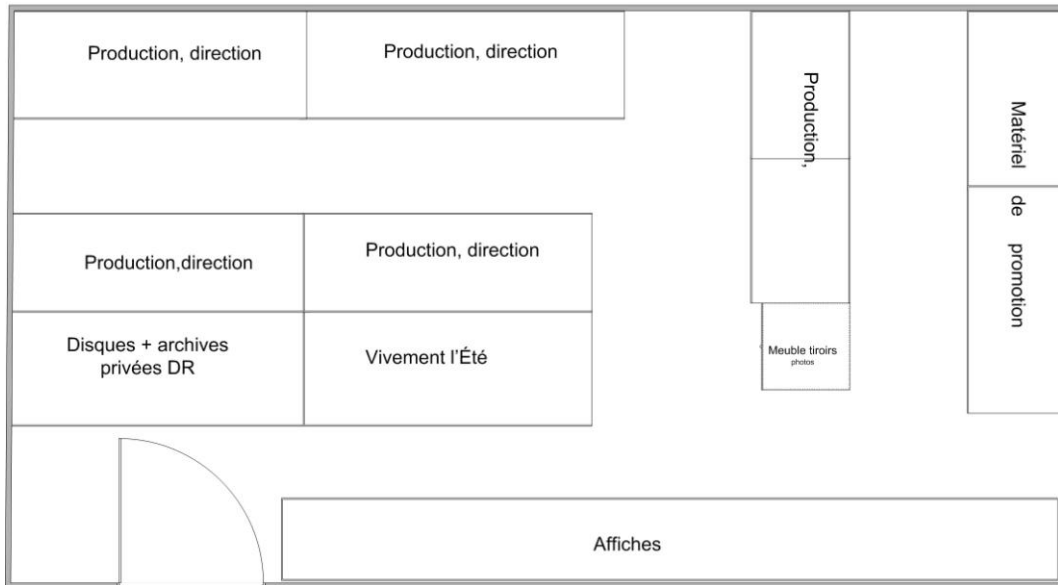 Production, direction
Production, direction
Production,
Matériel de promotion
Production,direction
Production, direction
Disques + archives
privées DR
Vivement l'Été
Meuble tiroirs
photos
Affiches